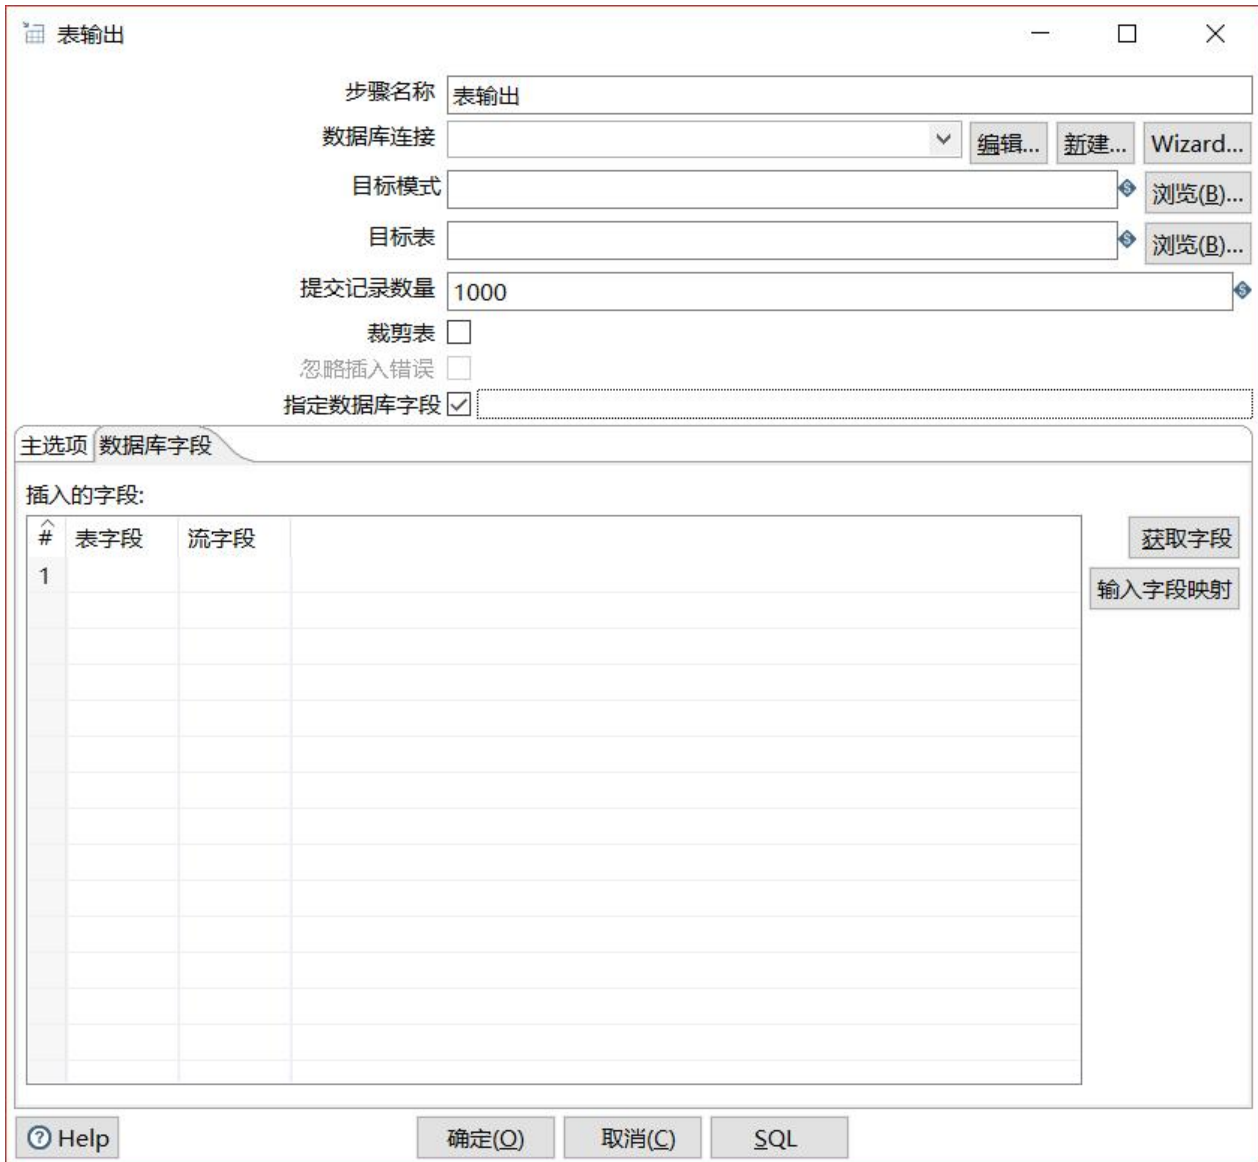 表输出
步骤名称 表输出
数据库连接 编辑... 新建... Wizard...
目标模式 浏览(B)...
目标表 浏览(B)...
提交记录数量 1000
裁剪表
忽略插入错误
指定数据库字段
主选项 数据库字段
插入的字段:
# 表字段 流字段 获取字段
1
输入字段映射
Help 确定(O) 取消(C) SQL